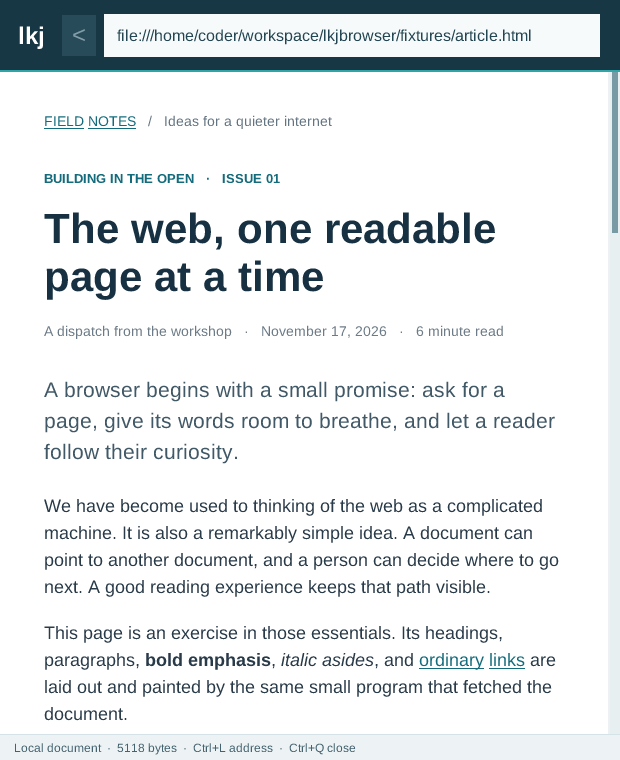 lkj < file:///home/coder/workspace/lkjbrowser/fixtures/article.html
FIELD NOTES / Ideas for a quieter internet
BUILDING IN THE OPEN · ISSUE 01
The web, one readable
page at a time
A dispatch from the workshop · November 17, 2026 · 6 minute read
A browser begins with a small promise: ask for a
page, give its words room to breathe, and let a reader
follow their curiosity.
We have become used to thinking of the web as a complicated
machine. It is also a remarkably simple idea. A document can
point to another document, and a person can decide where to go
next. A good reading experience keeps that path visible.
This page is an exercise in those essentials. Its headings,
paragraphs, bold emphasis, italic asides, and ordinary links are
laid out and painted by the same small program that fetched the
document.
Local document · 5118 bytes · Ctrl+L address · Ctrl+Q close